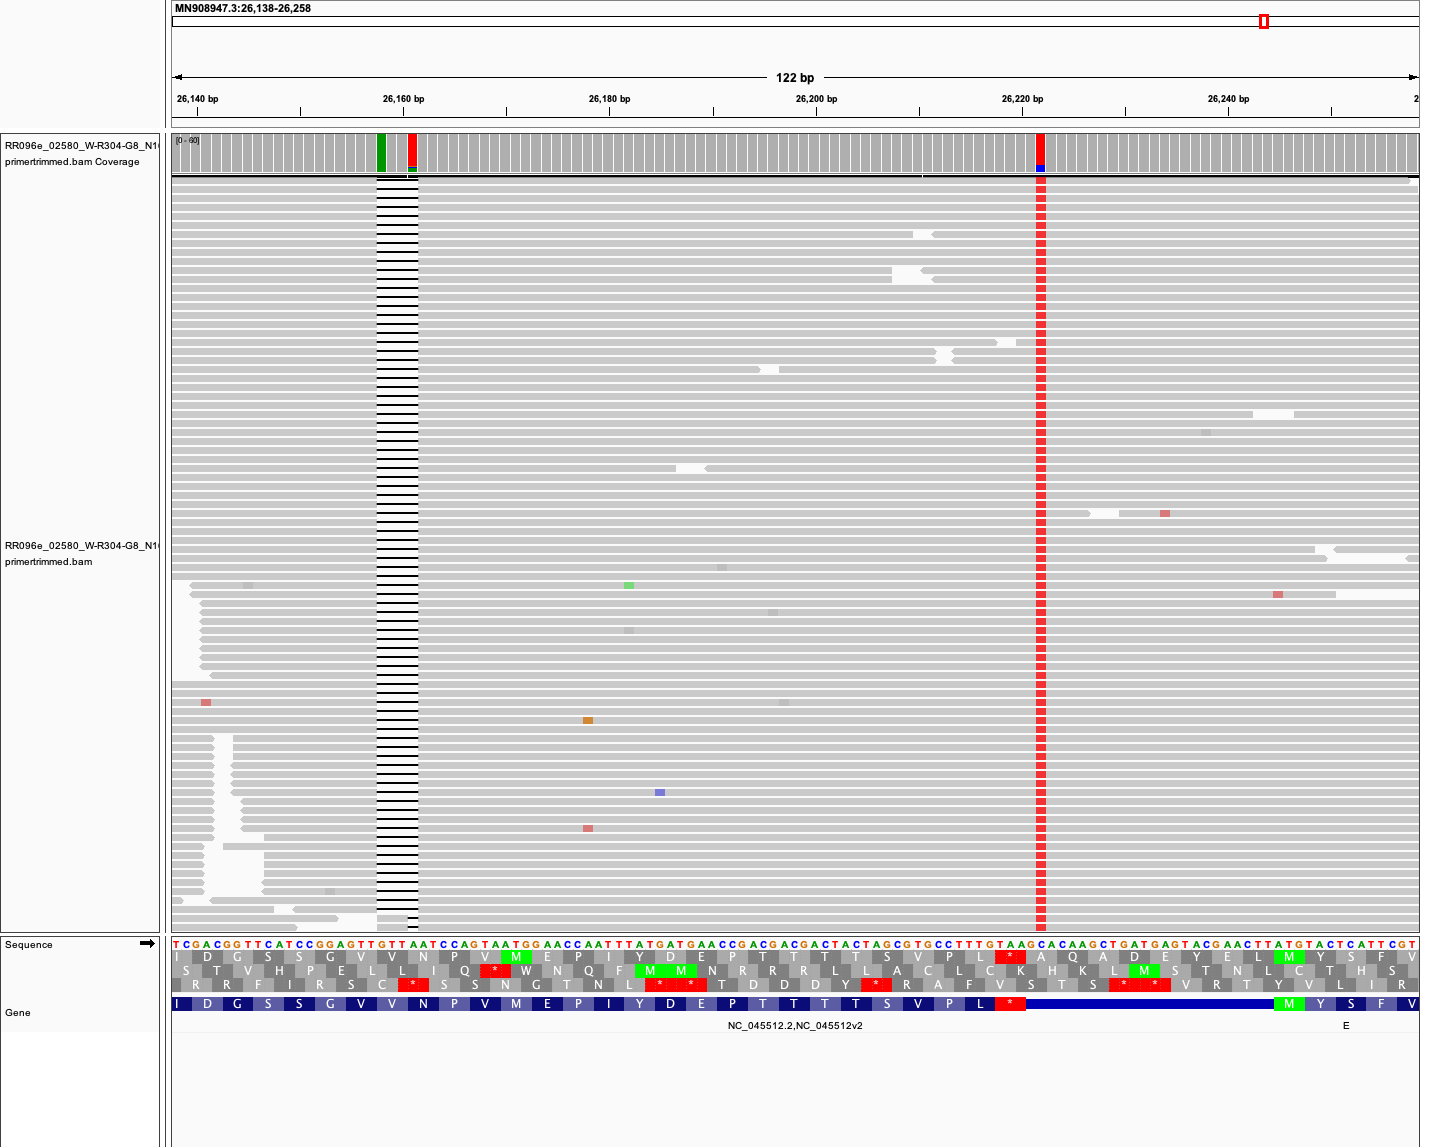 MN908947.3:26,138-26,258
122 bp
26,140 bp 26,160 bp 26,180 bp 26,200 bp 26,220 bp 26,240 bp 2
RR096e_02580_W-R304-G8_N1
primertrimmed.bam Coverage
[0 - 60]
RR096e_02580_W-R304-G8_N1
primertrimmed.bam
Sequence
TCGACGGTTCATCCGGAGTTGTTAATCCAGTAATGGAACCAATTTATGATGAACCGACGACGACTACTAGCGTGCCTTTGTAAGCACAAGCTGATGAGTACGAACTTATGTACTCATTCGT
I D G S S G V V N P V M E P I Y D E P T T T T S V P L * A Q A D E Y E L M Y S F V
S T V H P E L L I Q * W N Q F M M N R R R L L A C L C K H K L M S T N L C T H S
R R F I R S C * S S N G T N L * * T D D D Y * R A F V S T S * * V R T Y V L I R
Gene
I D G S S G V V N P V M E P I Y D E P T T T T S V P L * M Y S F V
NC_045512.2,NC_045512v2 E